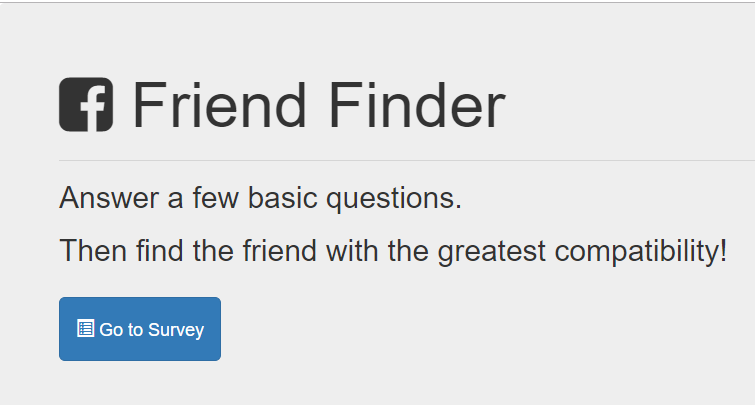 Friend Finder
Answer a few basic questions.
Then find the friend with the greatest compatibility!
Go to Survey